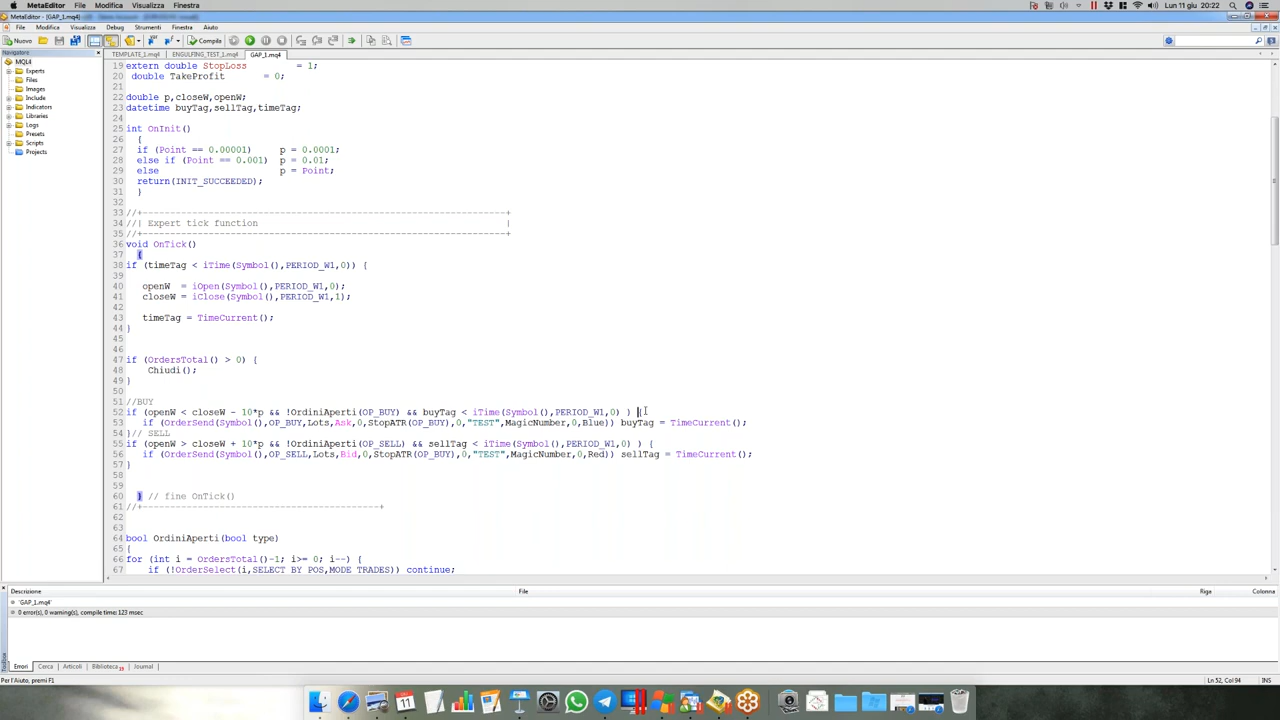 MetaEditor File Modifica Visualizza Finestra
Lun 11 giu 20:22
MetaEditor - [GAP_1.mq4]
File Modifica Visualizza Debug Strumenti Finestra Aiuto
Nuovo Compila
Navigatore
TEMPLATE_1.mq4 ENGULFING_TEST_1.mq4 GAP_1.mq4
MQL4
Experts
Files
Images
Include
Indicators
Libraries
Logs
Presets
Scripts
Projects
19 extern double StopLoss = 1;
20 double TakeProfit = 0;
21
22 double p,closeW,openW;
23 datetime buyTag,sellTag,timeTag;
24
25 int OnInit()
26 {
27 if (Point == 0.00001) p = 0.0001;
28 else if (Point == 0.001) p = 0.01;
29 else p = Point;
30 return(INIT_SUCCEEDED);
31 }
32
33 //+------------------------------------------------------------------+
34 //| Expert tick function |
35 //+------------------------------------------------------------------+
36 void OnTick()
37 {
38 if (timeTag < iTime(Symbol(),PERIOD_W1,0)) {
39
40 openW = iOpen(Symbol(),PERIOD_W1,0);
41 closeW = iClose(Symbol(),PERIOD_W1,1);
42
43 timeTag = TimeCurrent();
44 }
45
46
47 if (OrdersTotal() > 0) {
48 Chiudi();
49 }
50
51 //BUY
52 if (openW < closeW - 10*p && !OrdiniAperti(OP_BUY) && buyTag < iTime(Symbol(),PERIOD_W1,0) ) {
53 if (OrderSend(Symbol(),OP_BUY,Lots,Ask,0,StopATR(OP_BUY),0,"TEST",MagicNumber,0,Blue)) buyTag = TimeCurrent();
54 }// SELL
55 if (openW > closeW + 10*p && !OrdiniAperti(OP_SELL) && sellTag < iTime(Symbol(),PERIOD_W1,0) ) {
56 if (OrderSend(Symbol(),OP_SELL,Lots,Bid,0,StopATR(OP_BUY),0,"TEST",MagicNumber,0,Red)) sellTag = TimeCurrent();
57 }
58
59
60 } // fine OnTick()
61 //+-------------------------------------------+
62
63
64 bool OrdiniAperti(bool type)
65 {
66 for (int i = OrdersTotal()-1; i>= 0; i--) {
67 if (!OrderSelect(i,SELECT_BY_POS,MODE_TRADES)) continue;
Descrizione File Riga Colonna
'GAP_1.mq4'
0 error(s), 0 warning(s), compile time: 123 msec
Toolbox
Errori Cerca Articoli Biblioteca Journal
Per l'Aiuto, premi F1 Ln 52, Col 94 INS